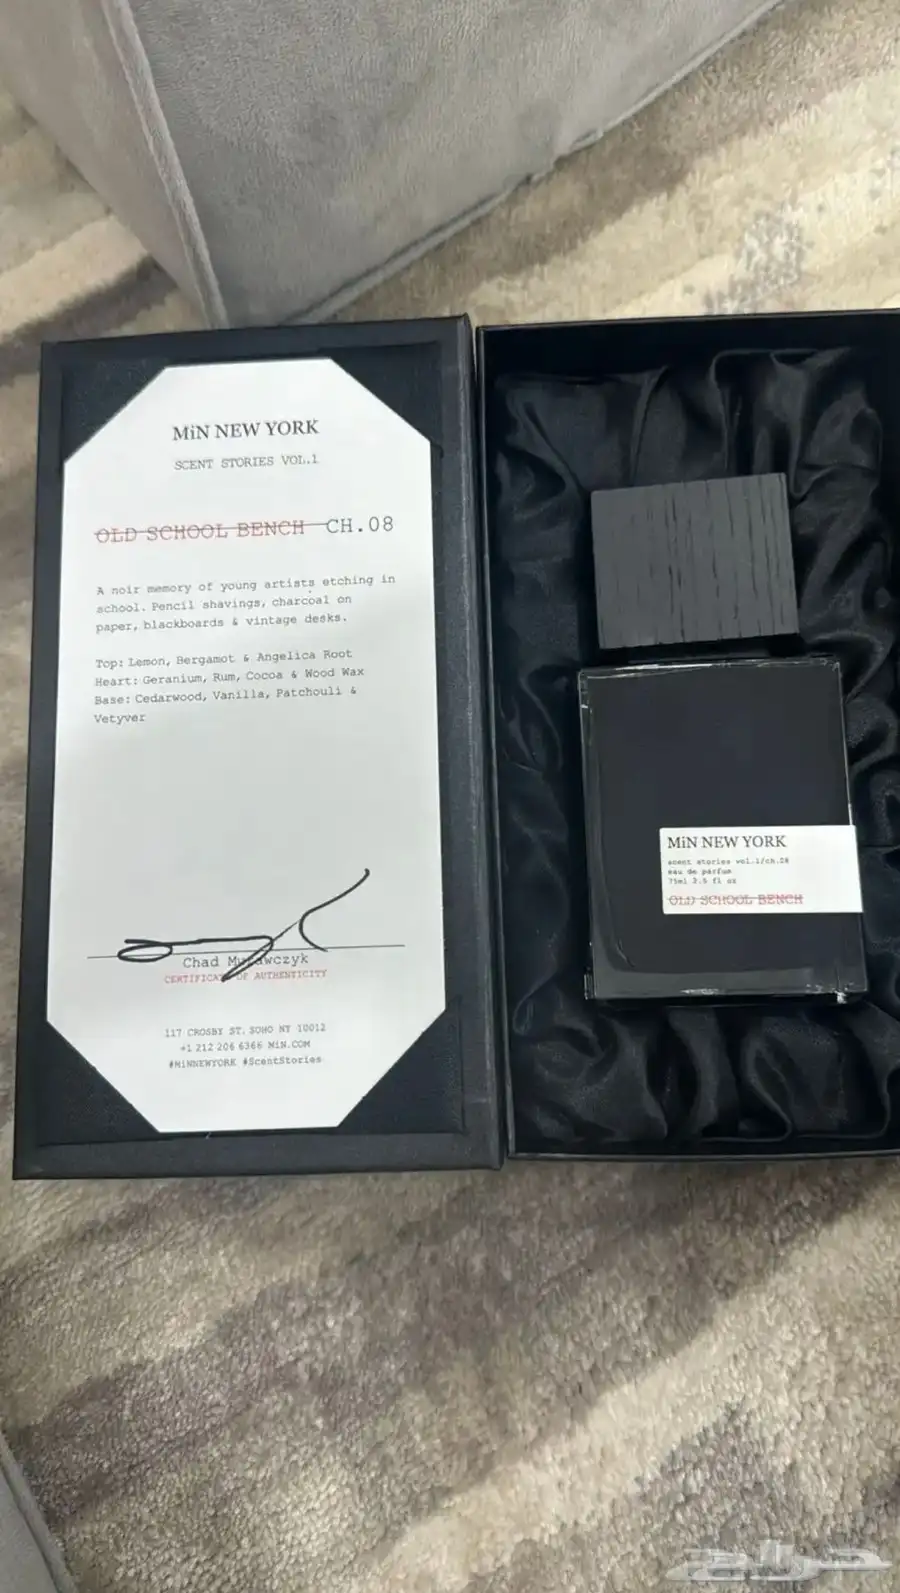 MiN NEW YORK
SCENT STORIES VOL.1
OLD SCHOOL BENCH CH.08
A noir memory of young artists etching in
school. Pencil shavings, charcoal on
paper, blackboards & vintage desks.
Top: Lemon, Bergamot & Angelica Root
Heart: Geranium, Rum, Cocoa & Wood Wax
Base: Cedarwood, Vanilla, Patchouli &
Vetyver
Chad Murawczyk
CERTIFICATE OF AUTHENTICITY
117 CROSBY ST. SOHO NY 10012
+1 212 206 6366 MiN.COM
#MiNNEWYORK #ScentStories
MiN NEW YORK
scent stories vol.1/ch.08
eau de parfum
75ml 2.5 fl oz
OLD SCHOOL BENCH
حراج